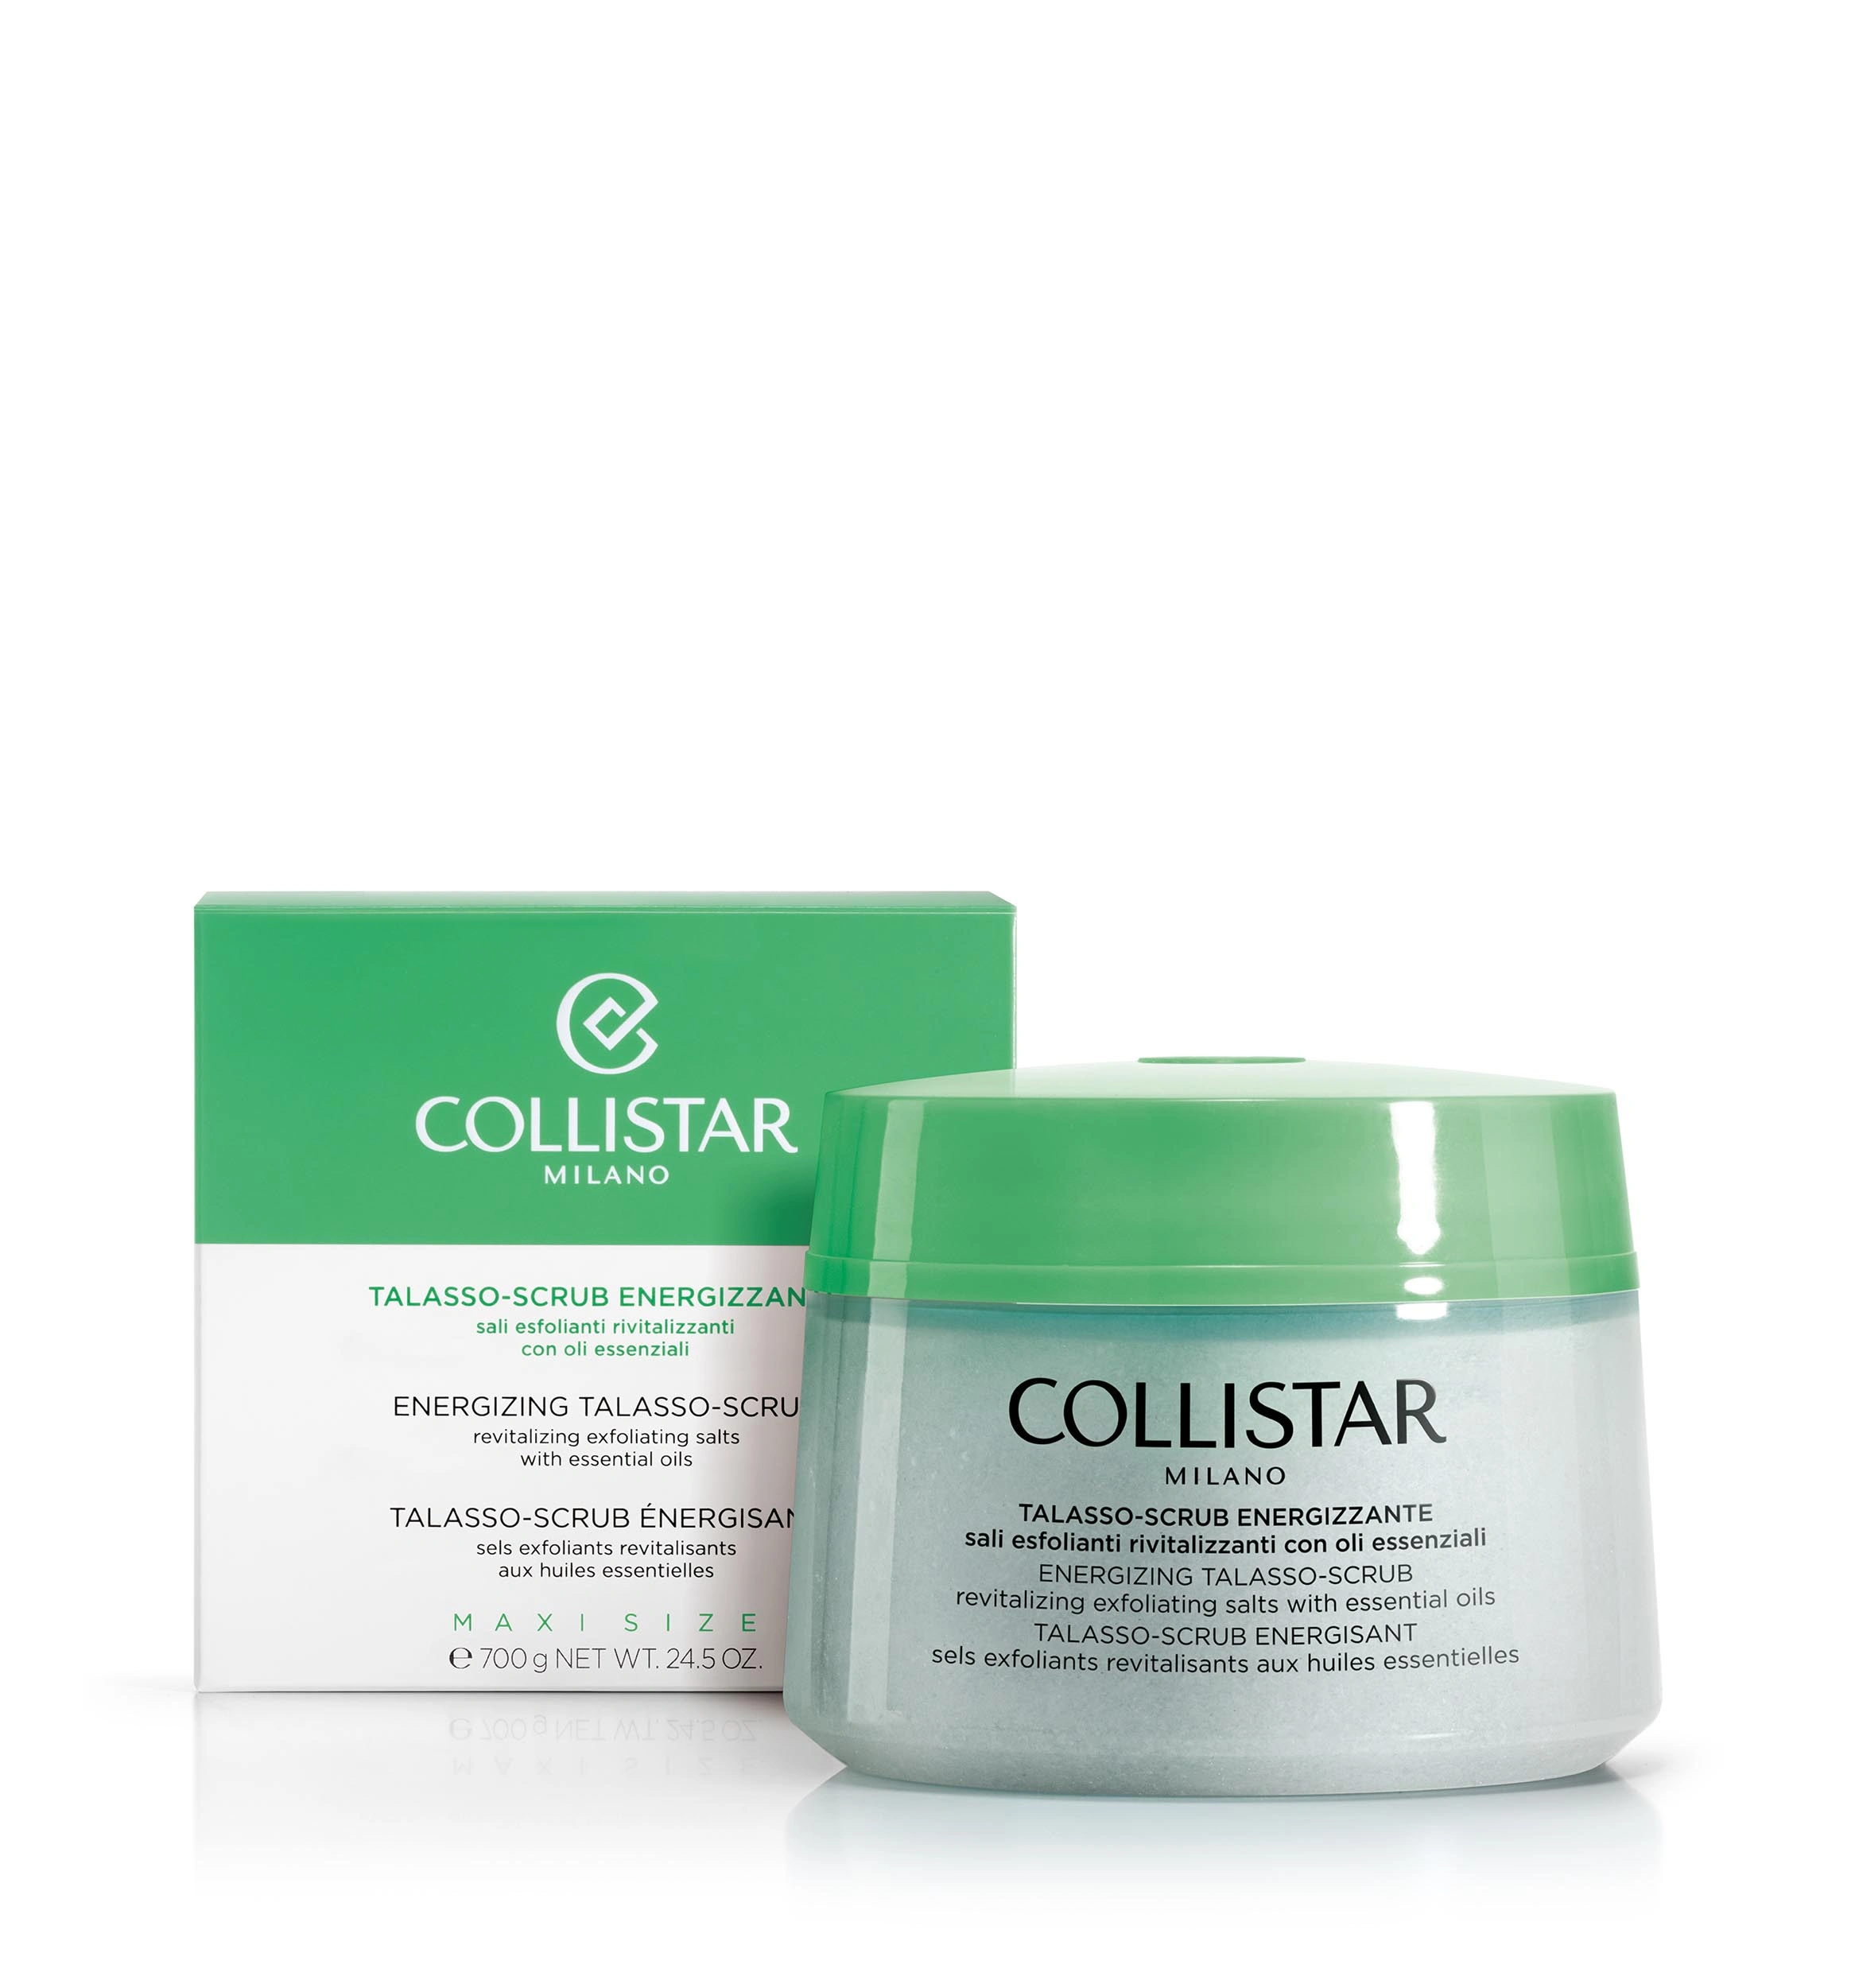 COLLISTAR
MILANO
TALASSO-SCRUB ENERGIZZAN
sali esfolianti rivitalizzanti
con oli essenziali
ENERGIZING TALASSO-SCRU
revitalizing exfoliating salts
with essential oils
TALASSO-SCRUB ÉNERGISAN
sels exfoliants revitalisants
aux huiles essentielles
MAXI SIZE
℮ 700 g NET WT. 24.5 OZ.
COLLISTAR
MILANO
TALASSO-SCRUB ENERGIZZANTE
sali esfolianti rivitalizzanti con oli essenziali
ENERGIZING TALASSO-SCRUB
revitalizing exfoliating salts with essential oils
TALASSO-SCRUB ENERGISANT
sels exfoliants revitalisants aux huiles essentielles